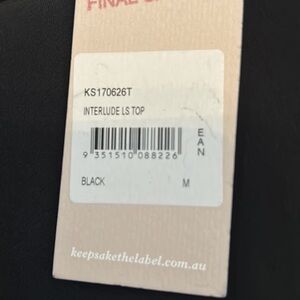 FINAL
KS170626T
INTERLUDE LS TOP
EAN
9 351510 088226
BLACK M
keepsakethelabel.com.au